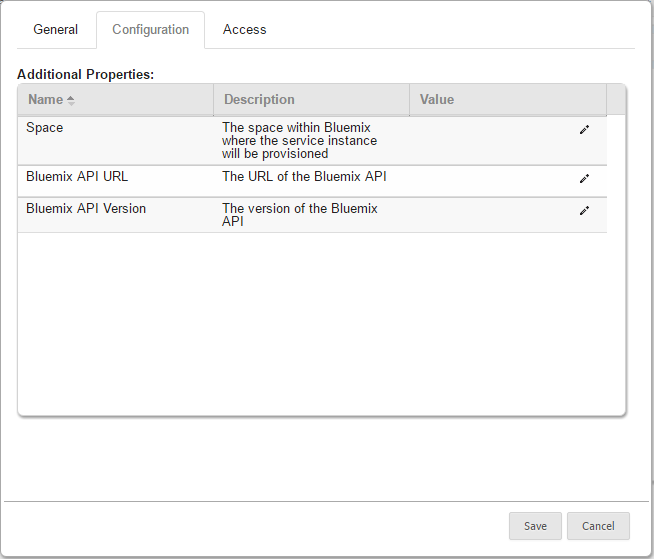 General Configuration Access
Additional Properties:
Name Description Value
Space The space within Bluemix
where the service instance
will be provisioned
Bluemix API URL The URL of the Bluemix API
Bluemix API Version The version of the Bluemix
API
Save Cancel